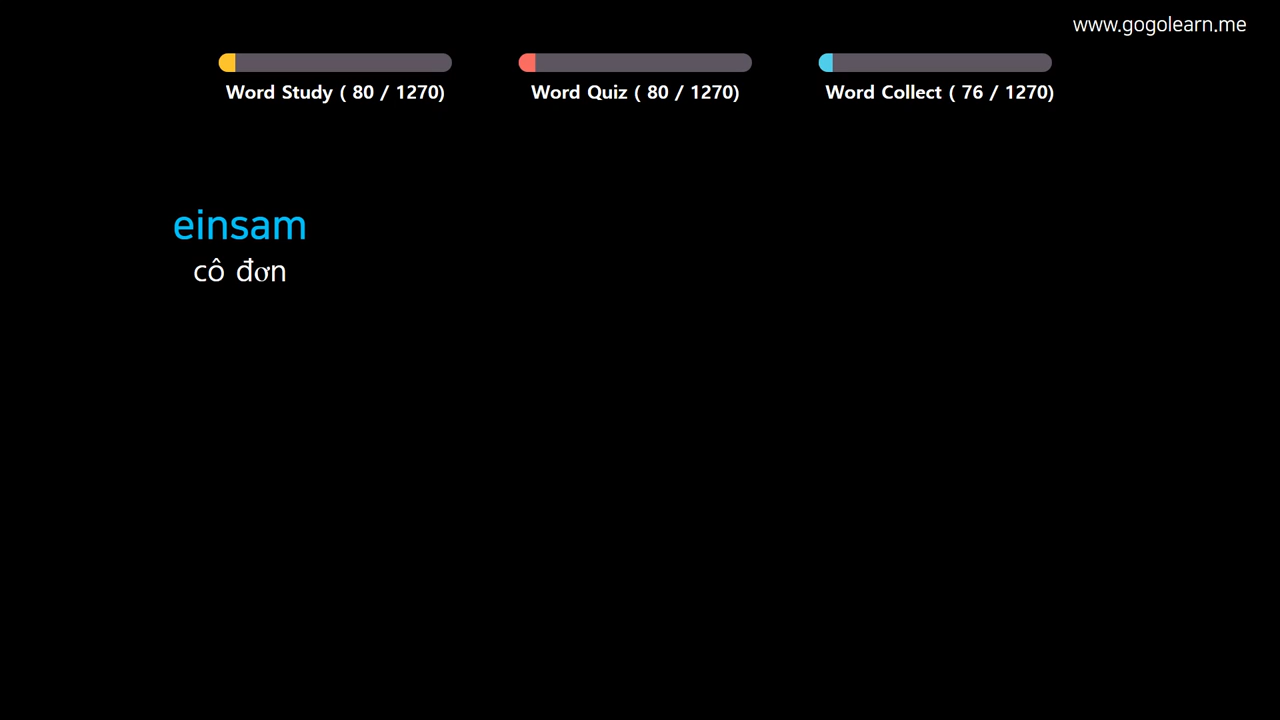 www.gogolearn.me
Word Study ( 80 / 1270)
Word Quiz ( 80 / 1270)
Word Collect ( 76 / 1270)
einsam
cô đơn